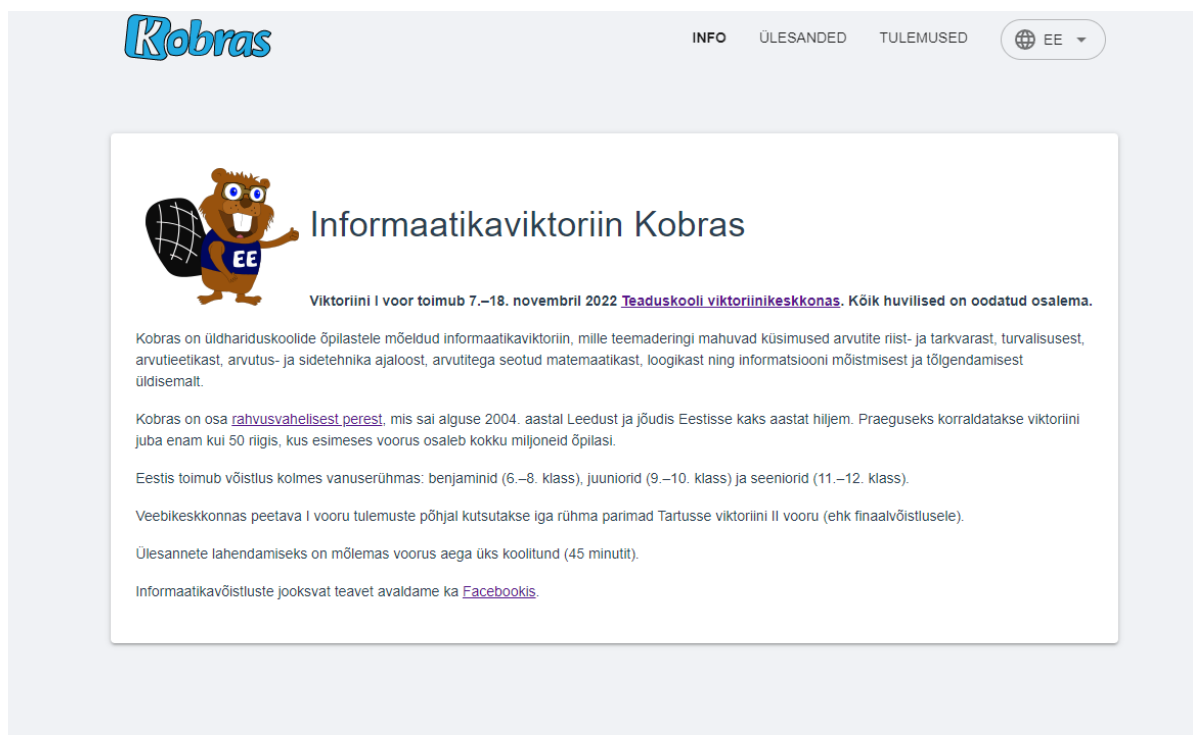 Kobras
INFO ÜLESANDED TULEMUSED EE
EE
Informaatikaviktoriin Kobras
Viktoriini I voor toimub 7.–18. novembril 2022 Teaduskooli viktoriinikeskkonas. Kõik huvilised on oodatud osalema.
Kobras on üldhariduskoolide õpilastele mõeldud informaatikaviktoriin, mille teemaderingi mahuvad küsimused arvutite riist- ja tarkvarast, turvalisusest,
arvutieetikast, arvutus- ja sidetehnika ajaloost, arvutitega seotud matemaatikast, loogikast ning informatsiooni mõistmisest ja tõlgendamisest
üldisemalt.
Kobras on osa rahvusvahelisest perest, mis sai alguse 2004. aastal Leedust ja jõudis Eestisse kaks aastat hiljem. Praeguseks korraldatakse viktoriini
juba enam kui 50 riigis, kus esimeses voorus osaleb kokku miljoneid õpilasi.
Eestis toimub võistlus kolmes vanuserühmas: benjaminid (6.–8. klass), juuniorid (9.–10. klass) ja seeniorid (11.–12. klass).
Veebikeskkonnas peetava I vooru tulemuste põhjal kutsutakse iga rühma parimad Tartusse viktoriini II vooru (ehk finaalvõistlusele).
Ülesannete lahendamiseks on mõlemas voorus aega üks koolitund (45 minutit).
Informaatikavõistluste jooksvat teavet avaldame ka Facebookis.